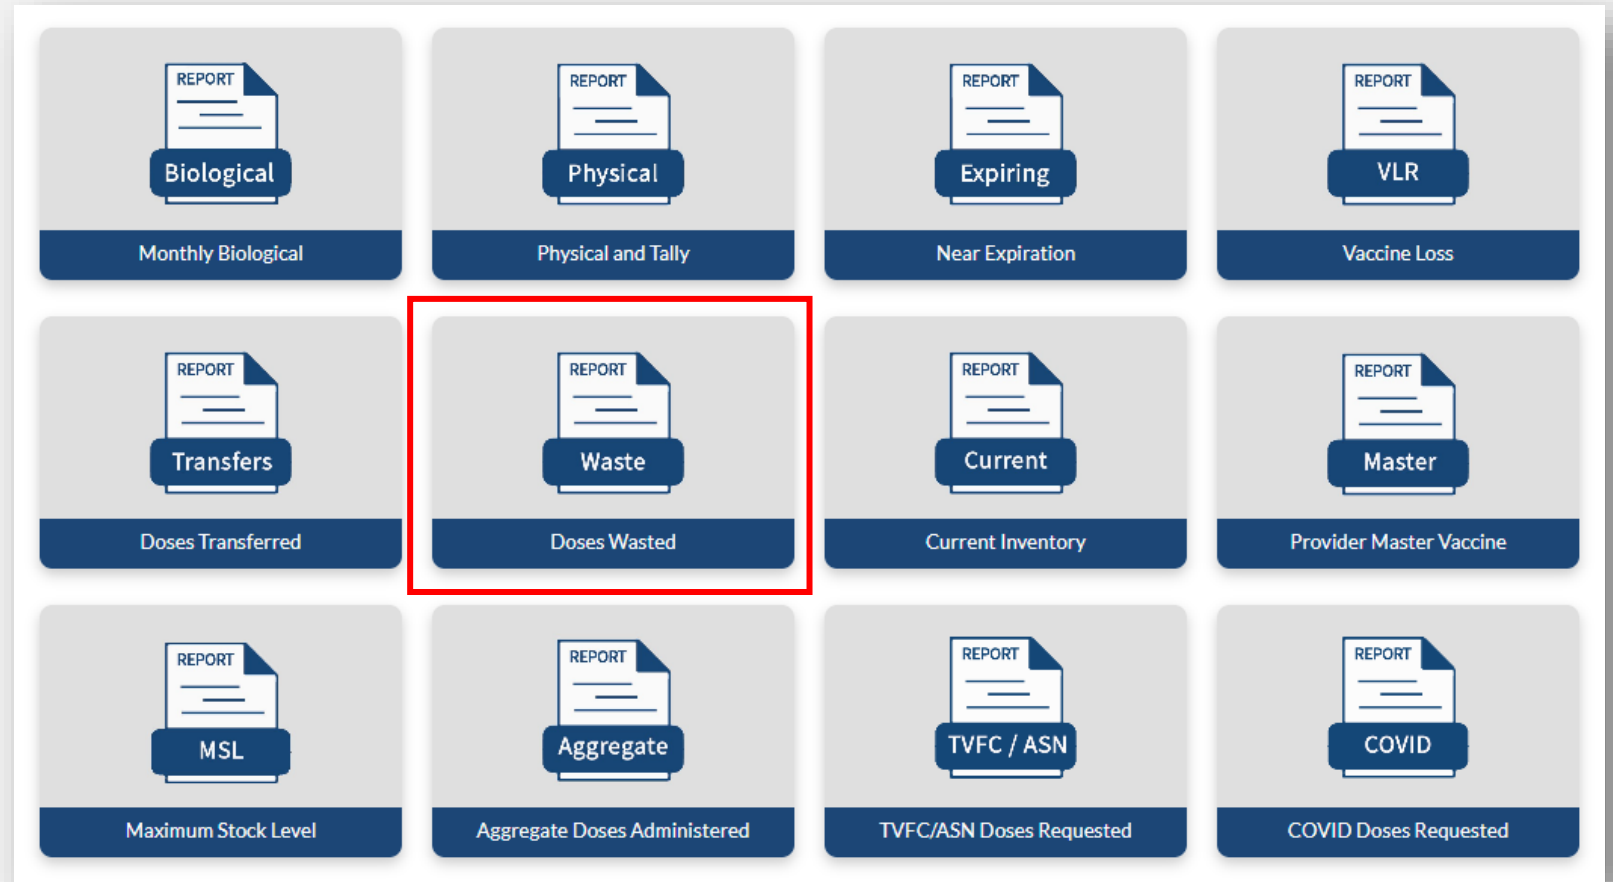 REPORT
Biological
Monthly Biological
REPORT
Physical
Physical and Tally
REPORT
Expiring
Near Expiration
REPORT
VLR
Vaccine Loss
REPORT
Transfers
Doses Transferred
REPORT
Waste
Doses Wasted
REPORT
Current
Current Inventory
REPORT
Master
Provider Master Vaccine
REPORT
MSL
Maximum Stock Level
REPORT
Aggregate
Aggregate Doses Administered
REPORT
TVFC / ASN
TVFC/ASN Doses Requested
REPORT
COVID
COVID Doses Requested